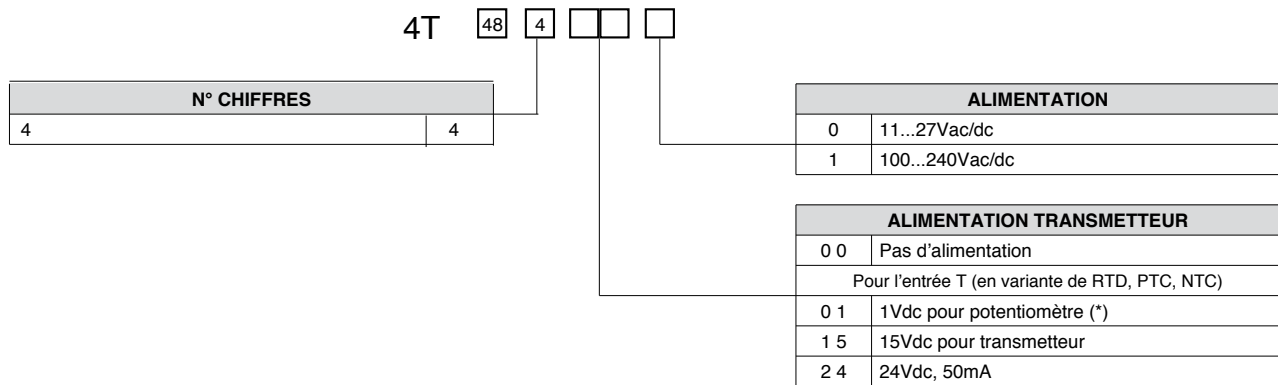 4T 48 4
N° CHIFFRES
4 4
ALIMENTATION
0 11...27Vac/dc
1 100...240Vac/dc
ALIMENTATION TRANSMETTEUR
0 0 Pas d’alimentation
Pour l’entrée T (en variante de RTD, PTC, NTC)
0 1 1Vdc pour potentiomètre (*)
1 5 15Vdc pour transmetteur
2 4 24Vdc, 50mA